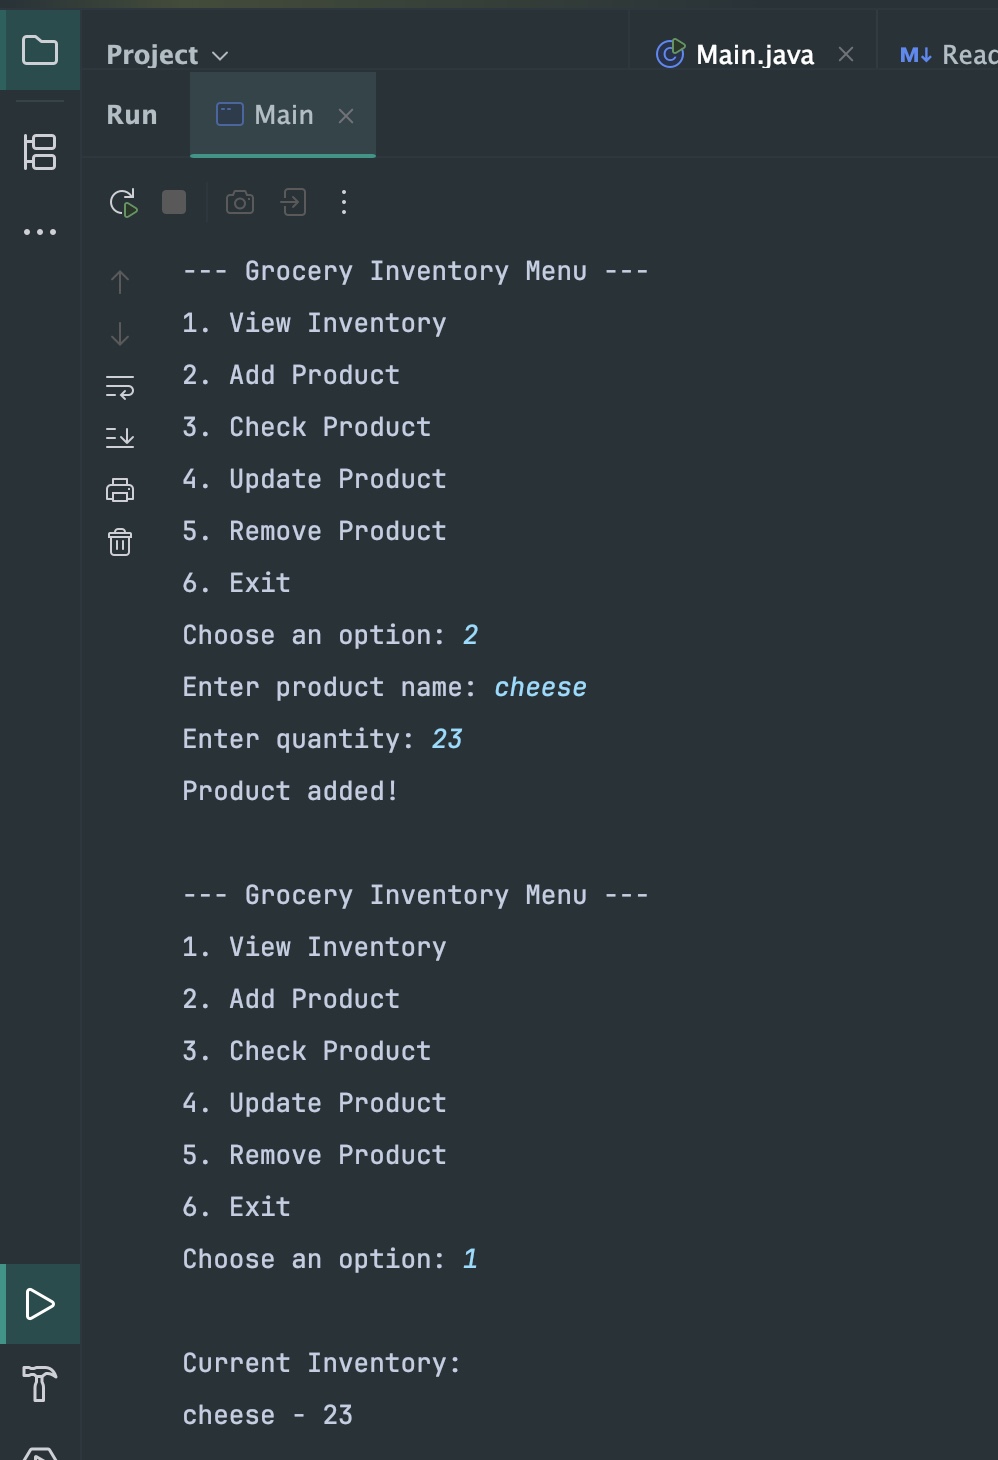 Project
Main.java
M↓ Reac
Run
Main
--- Grocery Inventory Menu ---
1. View Inventory
2. Add Product
3. Check Product
4. Update Product
5. Remove Product
6. Exit
Choose an option: 2
Enter product name: cheese
Enter quantity: 23
Product added!
--- Grocery Inventory Menu ---
1. View Inventory
2. Add Product
3. Check Product
4. Update Product
5. Remove Product
6. Exit
Choose an option: 1
Current Inventory:
cheese - 23